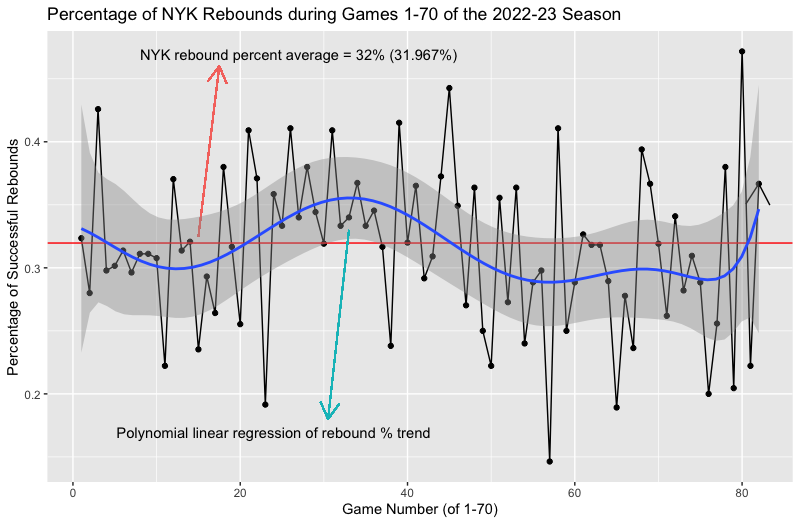 Percentage of NYK Rebounds during Games 1-70 of the 2022-23 Season
NYK rebound percent average = 32% (31.967%)
Percentage of Successful Rebounds
0.4
0.3
0.2
Polynomial linear regression of rebound % trend
0 20 40 60 80
Game Number (of 1-70)